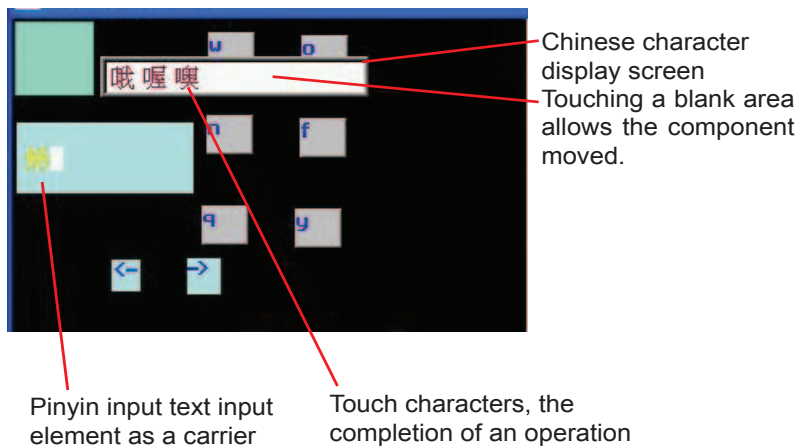 w o
哦 喔 噢
n f
q y
<- ->
Chinese character
display screen
Touching a blank area
allows the component
moved.
Pinyin input text input
element as a carrier
Touch characters, the
completion of an operation